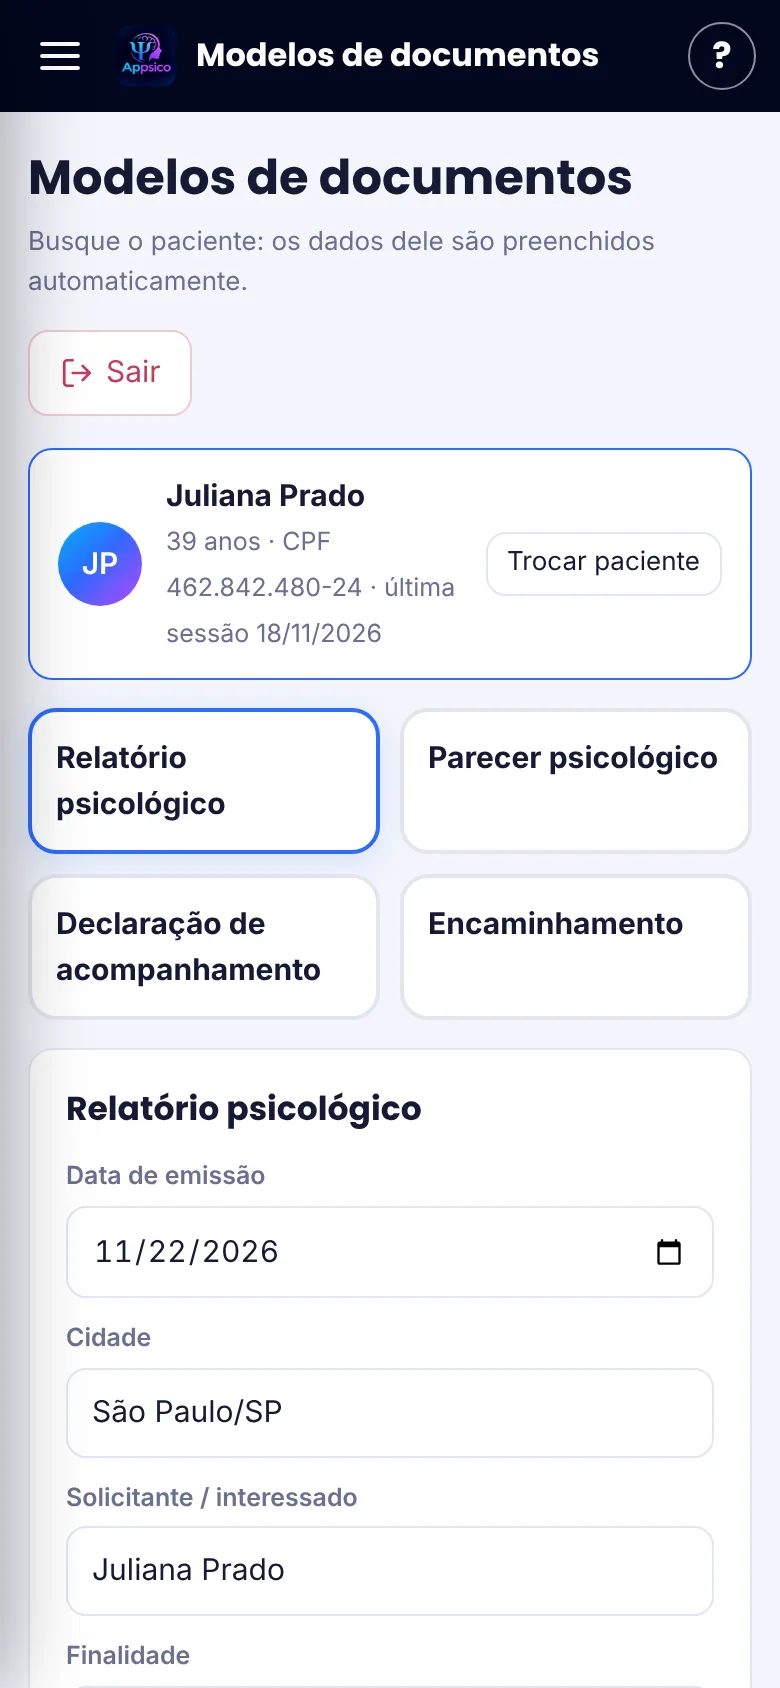 Appsico
Modelos de documentos
?
Modelos de documentos
Busque o paciente: os dados dele são preenchidos
automaticamente.
Sair
JP
Juliana Prado
39 anos · CPF
462.842.480-24 · última
sessão 18/11/2026
Trocar paciente
Relatório
psicológico
Parecer psicológico
Declaração de
acompanhamento
Encaminhamento
Relatório psicológico
Data de emissão
11/22/2026
Cidade
São Paulo/SP
Solicitante / interessado
Juliana Prado
Finalidade